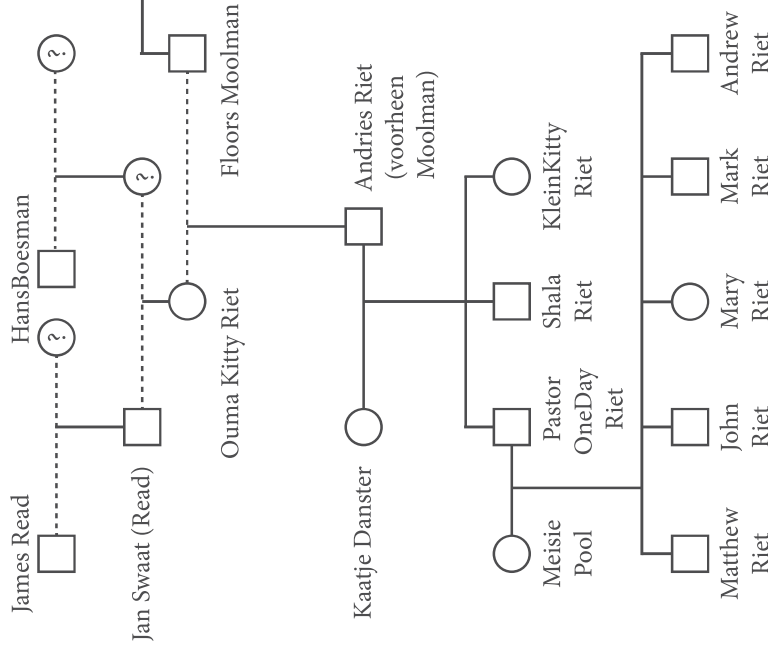 James Read
?
HansBoesman
?
Jan Swaat (Read)
?
Ouma Kitty Riet
Floors Moolman
Kaatje Danster
Andries Riet
(voorheen
Moolman)
Meisie
Pool
Pastor
OneDay
Riet
Shala
Riet
KleinKitty
Riet
Matthew
Riet
John
Riet
Mary
Riet
Mark
Riet
Andrew
Riet